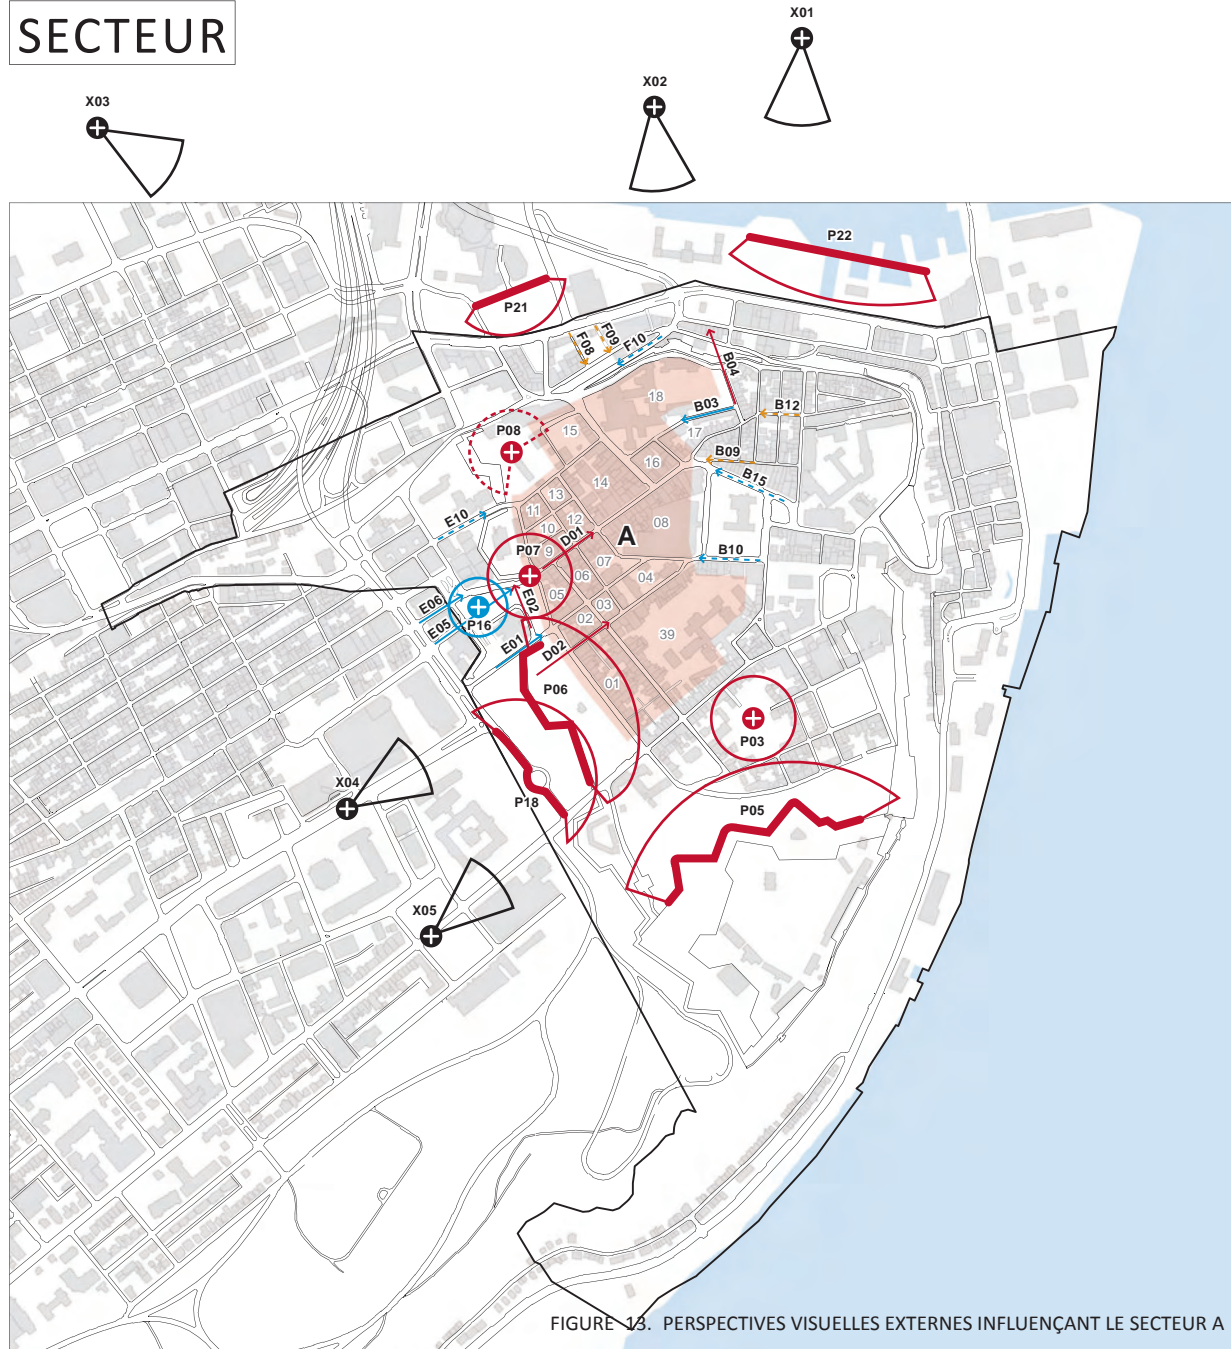 SECTEUR
X01
X02
X03
P22
P21
F08
F09
F10
B04
18
B03
B12
17
15
P08
16
B09
B15
14
13
11
E10
12
10
D01
A
08
P07
9
B10
07
06
04
E06
E05
P16
E02
05
03
02
E01
D02
39
01
P06
P03
X04
P18
P05
X05
FIGURE 13. PERSPECTIVES VISUELLES EXTERNES INFLUENÇANT LE SECTEUR A